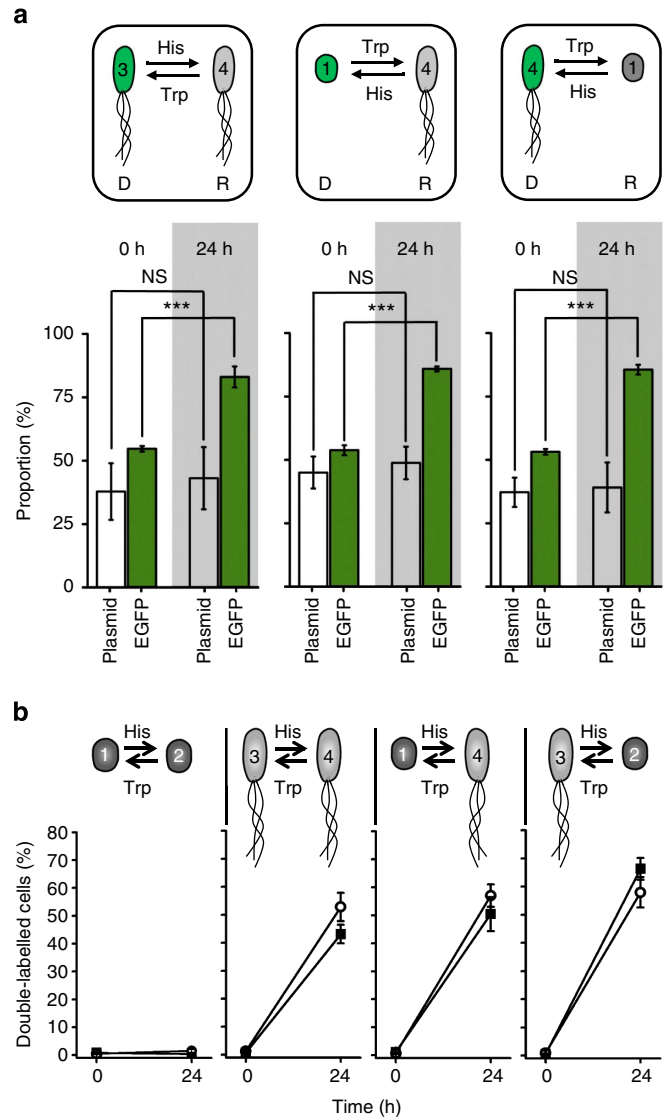 a
His Trp Trp
3 4 1 4 4 1
Trp His His
D R D R D R
0 h 24 h 0 h 24 h 0 h 24 h
NS NS NS
*** *** ***
100
75
50
25
0
Proportion (%)
Plasmid EGFP Plasmid EGFP Plasmid EGFP Plasmid EGFP Plasmid EGFP Plasmid EGFP
b
His His His His
1 2 3 4 1 4 3 2
Trp Trp Trp Trp
80
70
60
50
40
30
20
10
0
Double-labelled cells (%)
0 24 0 24 0 24 0 24
Time (h)